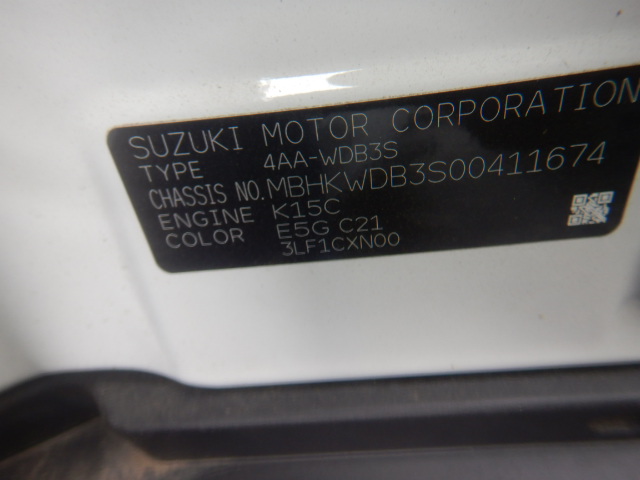 SUZUKI MOTOR CORPORATION
TYPE 4AA-WDB3S
CHASSIS NO. MBHKWDB3S00411674
ENGINE K15C
COLOR E5G C21
3LF1CXN00